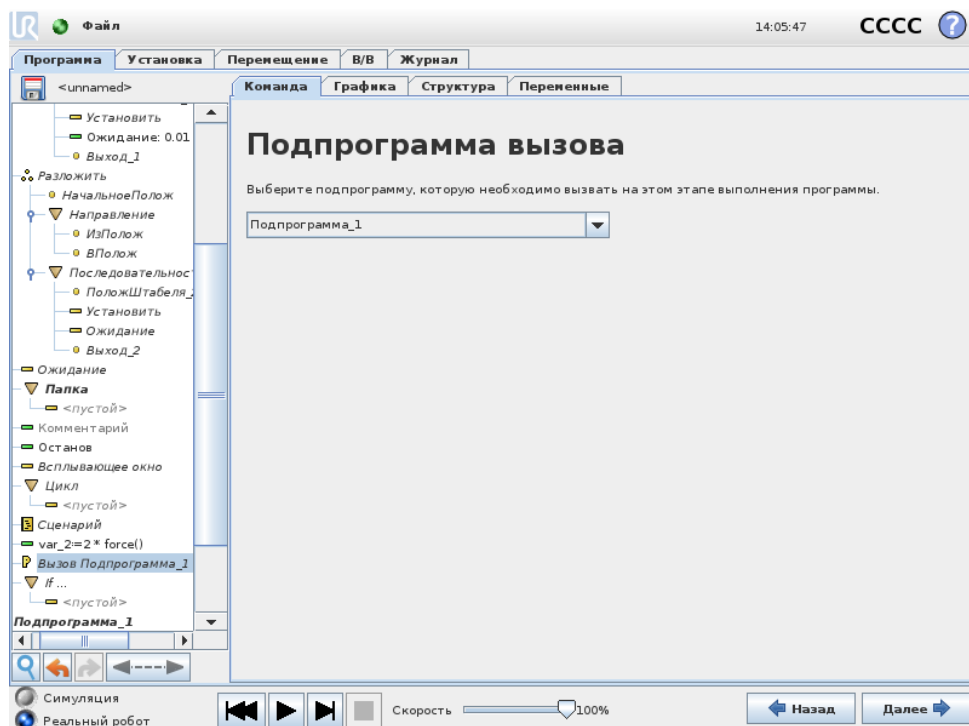 UR Файл 14:05:47 CCCC ?
Программа Установка Перемещение В/В Журнал
<unnamed>
Команда Графика Структура Переменные
Установить
Ожидание: 0.01
Выход_1
Разложить
НачальноеПолож
Направление
ИзПолож
ВПолож
Последовательнос
ПоложШтабеля_2
Установить
Ожидание
Выход_2
Ожидание
Папка
<пустой>
Комментарий
Останов
Всплывающее окно
Цикл
<пустой>
Сценарий
var_2:=2 * force()
P Вызов Подпрограмма_1
If ...
<пустой>
Подпрограмма_1
Подпрограмма вызова
Выберите подпрограмму, которую необходимо вызвать на этом этапе выполнения программы.
Подпрограмма_1
Симуляция
Реальный робот
Скорость 100%
Назад Далее